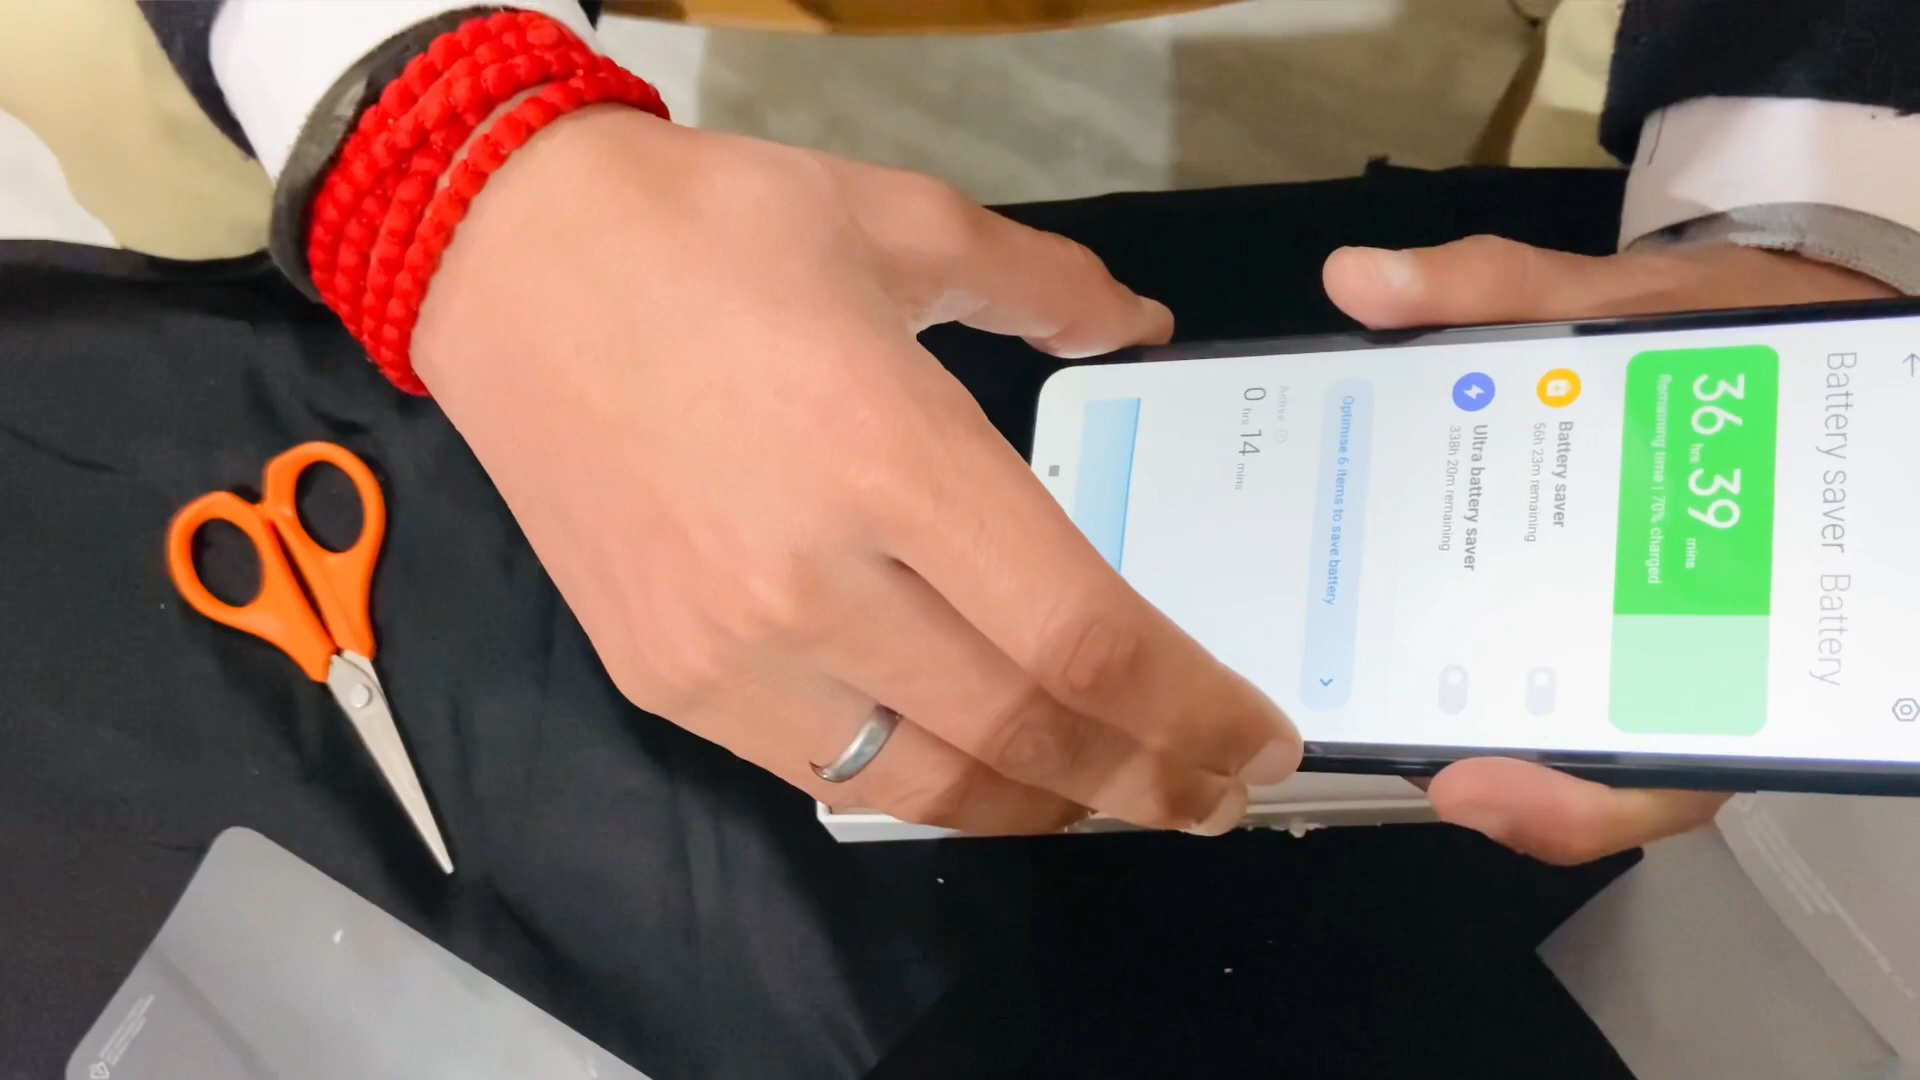 Battery saver Battery
36 hrs 39 mins
Remaining time | 70% charged
Battery saver
56h 23m remaining
Ultra battery saver
338h 20m remaining
Optimise 6 items to save battery
Active
0 hrs 14 mins